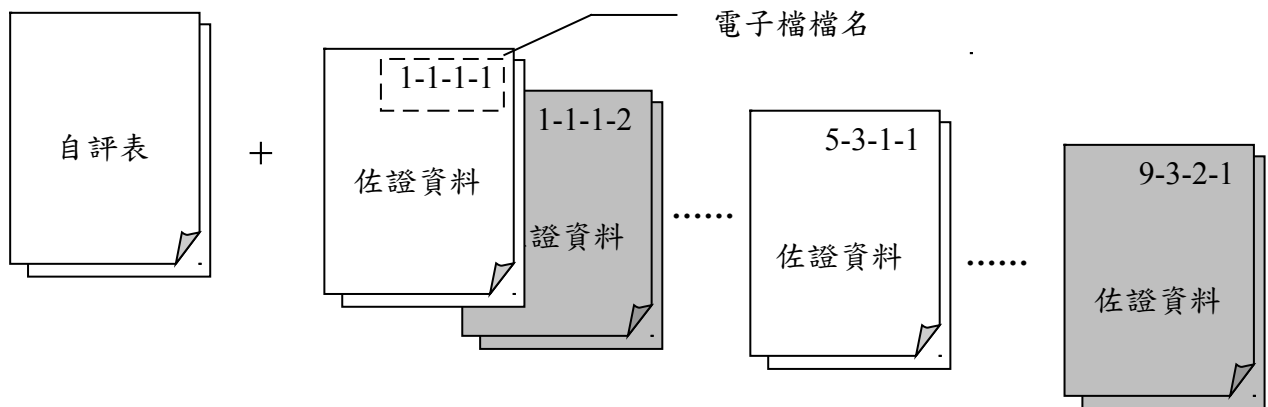 電子檔檔名
1-1-1-1
1-1-1-2
5-3-1-1
9-3-2-1
自評表
+
佐證資料
證資料
......
佐證資料
......
佐證資料